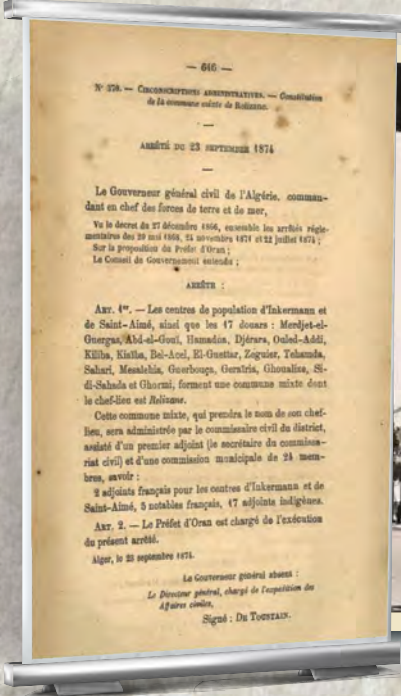 — 646 —
N° 378. — CIRCONSCRIPTIONS ADMINISTRATIVES. — Constitution
de la commune mixte de Relizane.
ARRÊTÉ DU 23 SEPTEMBRE 1874
Le Gouverneur général civil de l'Algérie, comman-
dant en chef des forces de terre et de mer,
Vu le décret du 27 décembre 1866, ensemble les arrêtés régle-
mentaires des 20 mai 1868, 24 novembre 1871 et 22 juillet 1874 ;
Sur la proposition du Préfet d'Oran ;
Le Conseil de Gouvernement entendu ;
ARRÊTE :
ART. 1er. — Les centres de population d'Inkermann et
de Saint-Aimé, ainsi que les 17 douars : Merdjet-el-
Guergas, Abd-el-Gouï, Hamadna, Djérara, Ouled-Addi,
Kiaïba, Bel-Acel, El-Guettar, Zeguier, Tehamda,
Sahari, Messalehia, Guerbouça, Geraïria, Ghoualize, Si-
di-Sahada et Ghormi, forment une commune mixte dont
le chef-lieu est Relizane.
Cette commune mixte, qui prendra le nom de son chef-
lieu, sera administrée par le commissaire civil du district,
assisté d'un premier adjoint (le secrétaire du commissa-
riat civil) et d'une commission municipale de 24 mem-
bres, savoir :
2 adjoints français pour les centres d'Inkermann et de
Saint-Aimé, 5 notables français, 17 adjoints indigènes.
ART. 2. — Le Préfet d'Oran est chargé de l'exécution
du présent arrêté.
Alger, le 23 septembre 1874.
Le Gouverneur général absent :
Le Directeur général, chargé de l'expédition des
Affaires civiles,
Signé : DE TOUSTAIN.